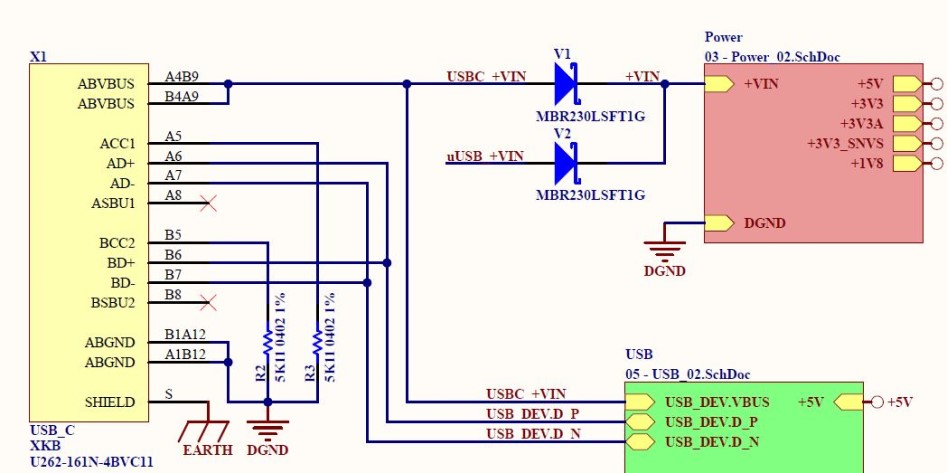 X1
ABVBUS A4B9
ABVBUS B4A9
ACC1 A5
AD+ A6
AD- A7
ASBU1 A8
BCC2 B5
BD+ B6
BD- B7
BSBU2 B8
ABGND B1A12
ABGND A1B12
SHIELD S
USB_C
XKB
U262-161N-4BVC11
EARTH
DGND
R2
5K11 0402 1%
R3
5K11 0402 1%
USBC_+VIN
V1
+VIN
MBR230LSFT1G
uUSB_+VIN
V2
MBR230LSFT1G
Power
03 - Power_02.SchDoc
+VIN
+5V
+3V3
+3V3A
+3V3_SNVS
+1V8
DGND
DGND
USB
05 - USB_02.SchDoc
USBC_+VIN
USB_DEV.D_P
USB_DEV.D_N
USB_DEV.VBUS
USB_DEV.D_P
USB_DEV.D_N
+5V
+5V